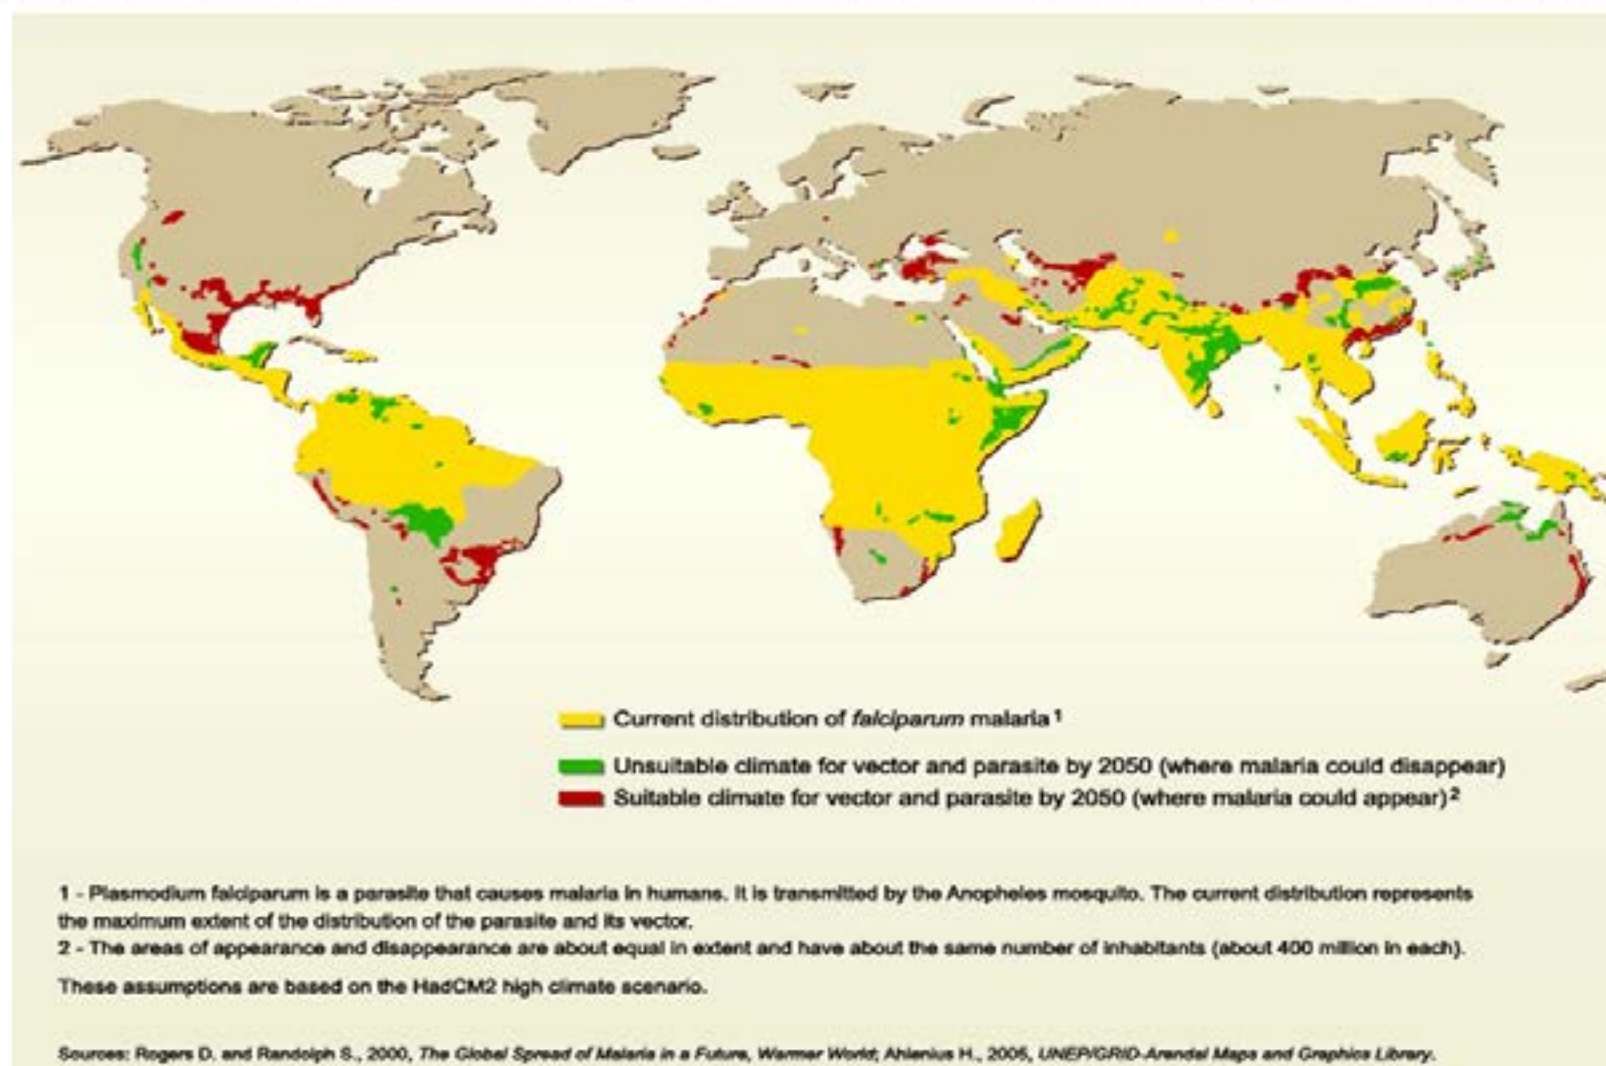 Current distribution of falciparum malaria¹
Unsuitable climate for vector and parasite by 2050 (where malaria could disappear)
Suitable climate for vector and parasite by 2050 (where malaria could appear)²
1 - Plasmodium falciparum is a parasite that causes malaria in humans. It is transmitted by the Anopheles mosquito. The current distribution represents
the maximum extent of the distribution of the parasite and its vector.
2 - The areas of appearance and disappearance are about equal in extent and have about the same number of inhabitants (about 400 million in each).
These assumptions are based on the HadCM2 high climate scenario.
Sources: Rogers D. and Randolph S., 2000, The Global Spread of Malaria in a Future, Warmer World; Ahlenius H., 2005, UNEP/GRID-Arendal Maps and Graphics Library.